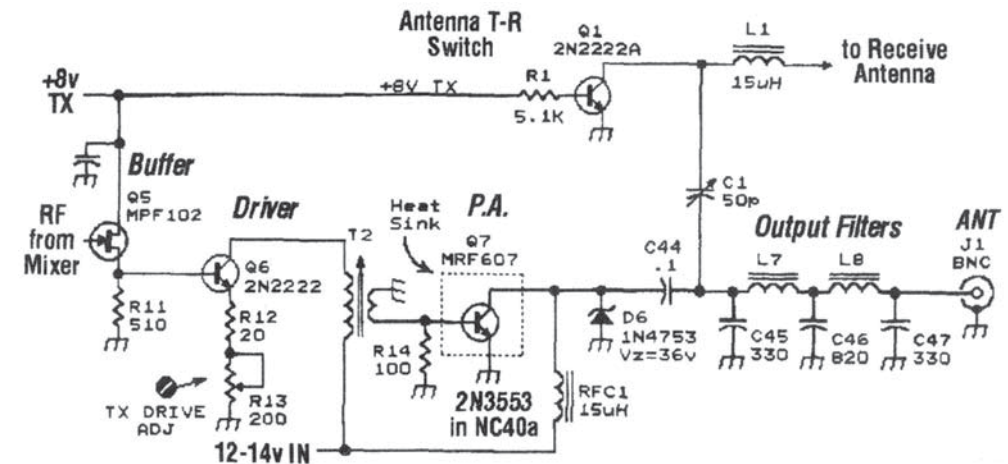 Antenna T-R
Switch
Q1
2N2222A
L1
15uH
to Receive
Antenna
+8v
TX
+8V TX
R1
5.1K
Buffer
Q5
MPF102
RF
from
Mixer
Driver
T2
Heat
Sink
P.A.
Q7
MRF607
C1
50p
Output Filters
ANT
J1
BNC
C44
.1
L7
L8
Q6
2N2222
R11
510
R12
20
R14
100
D6
1N4753
Vz=36v
C45
330
C46
820
C47
330
R13
200
TX DRIVE
ADJ
2N3553
in NC40a
RFC1
15uH
12-14v IN